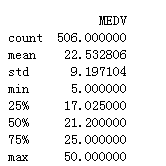 MEDV
count 506.000000
mean 22.532806
std 9.197104
min 5.000000
25% 17.025000
50% 21.200000
75% 25.000000
max 50.000000